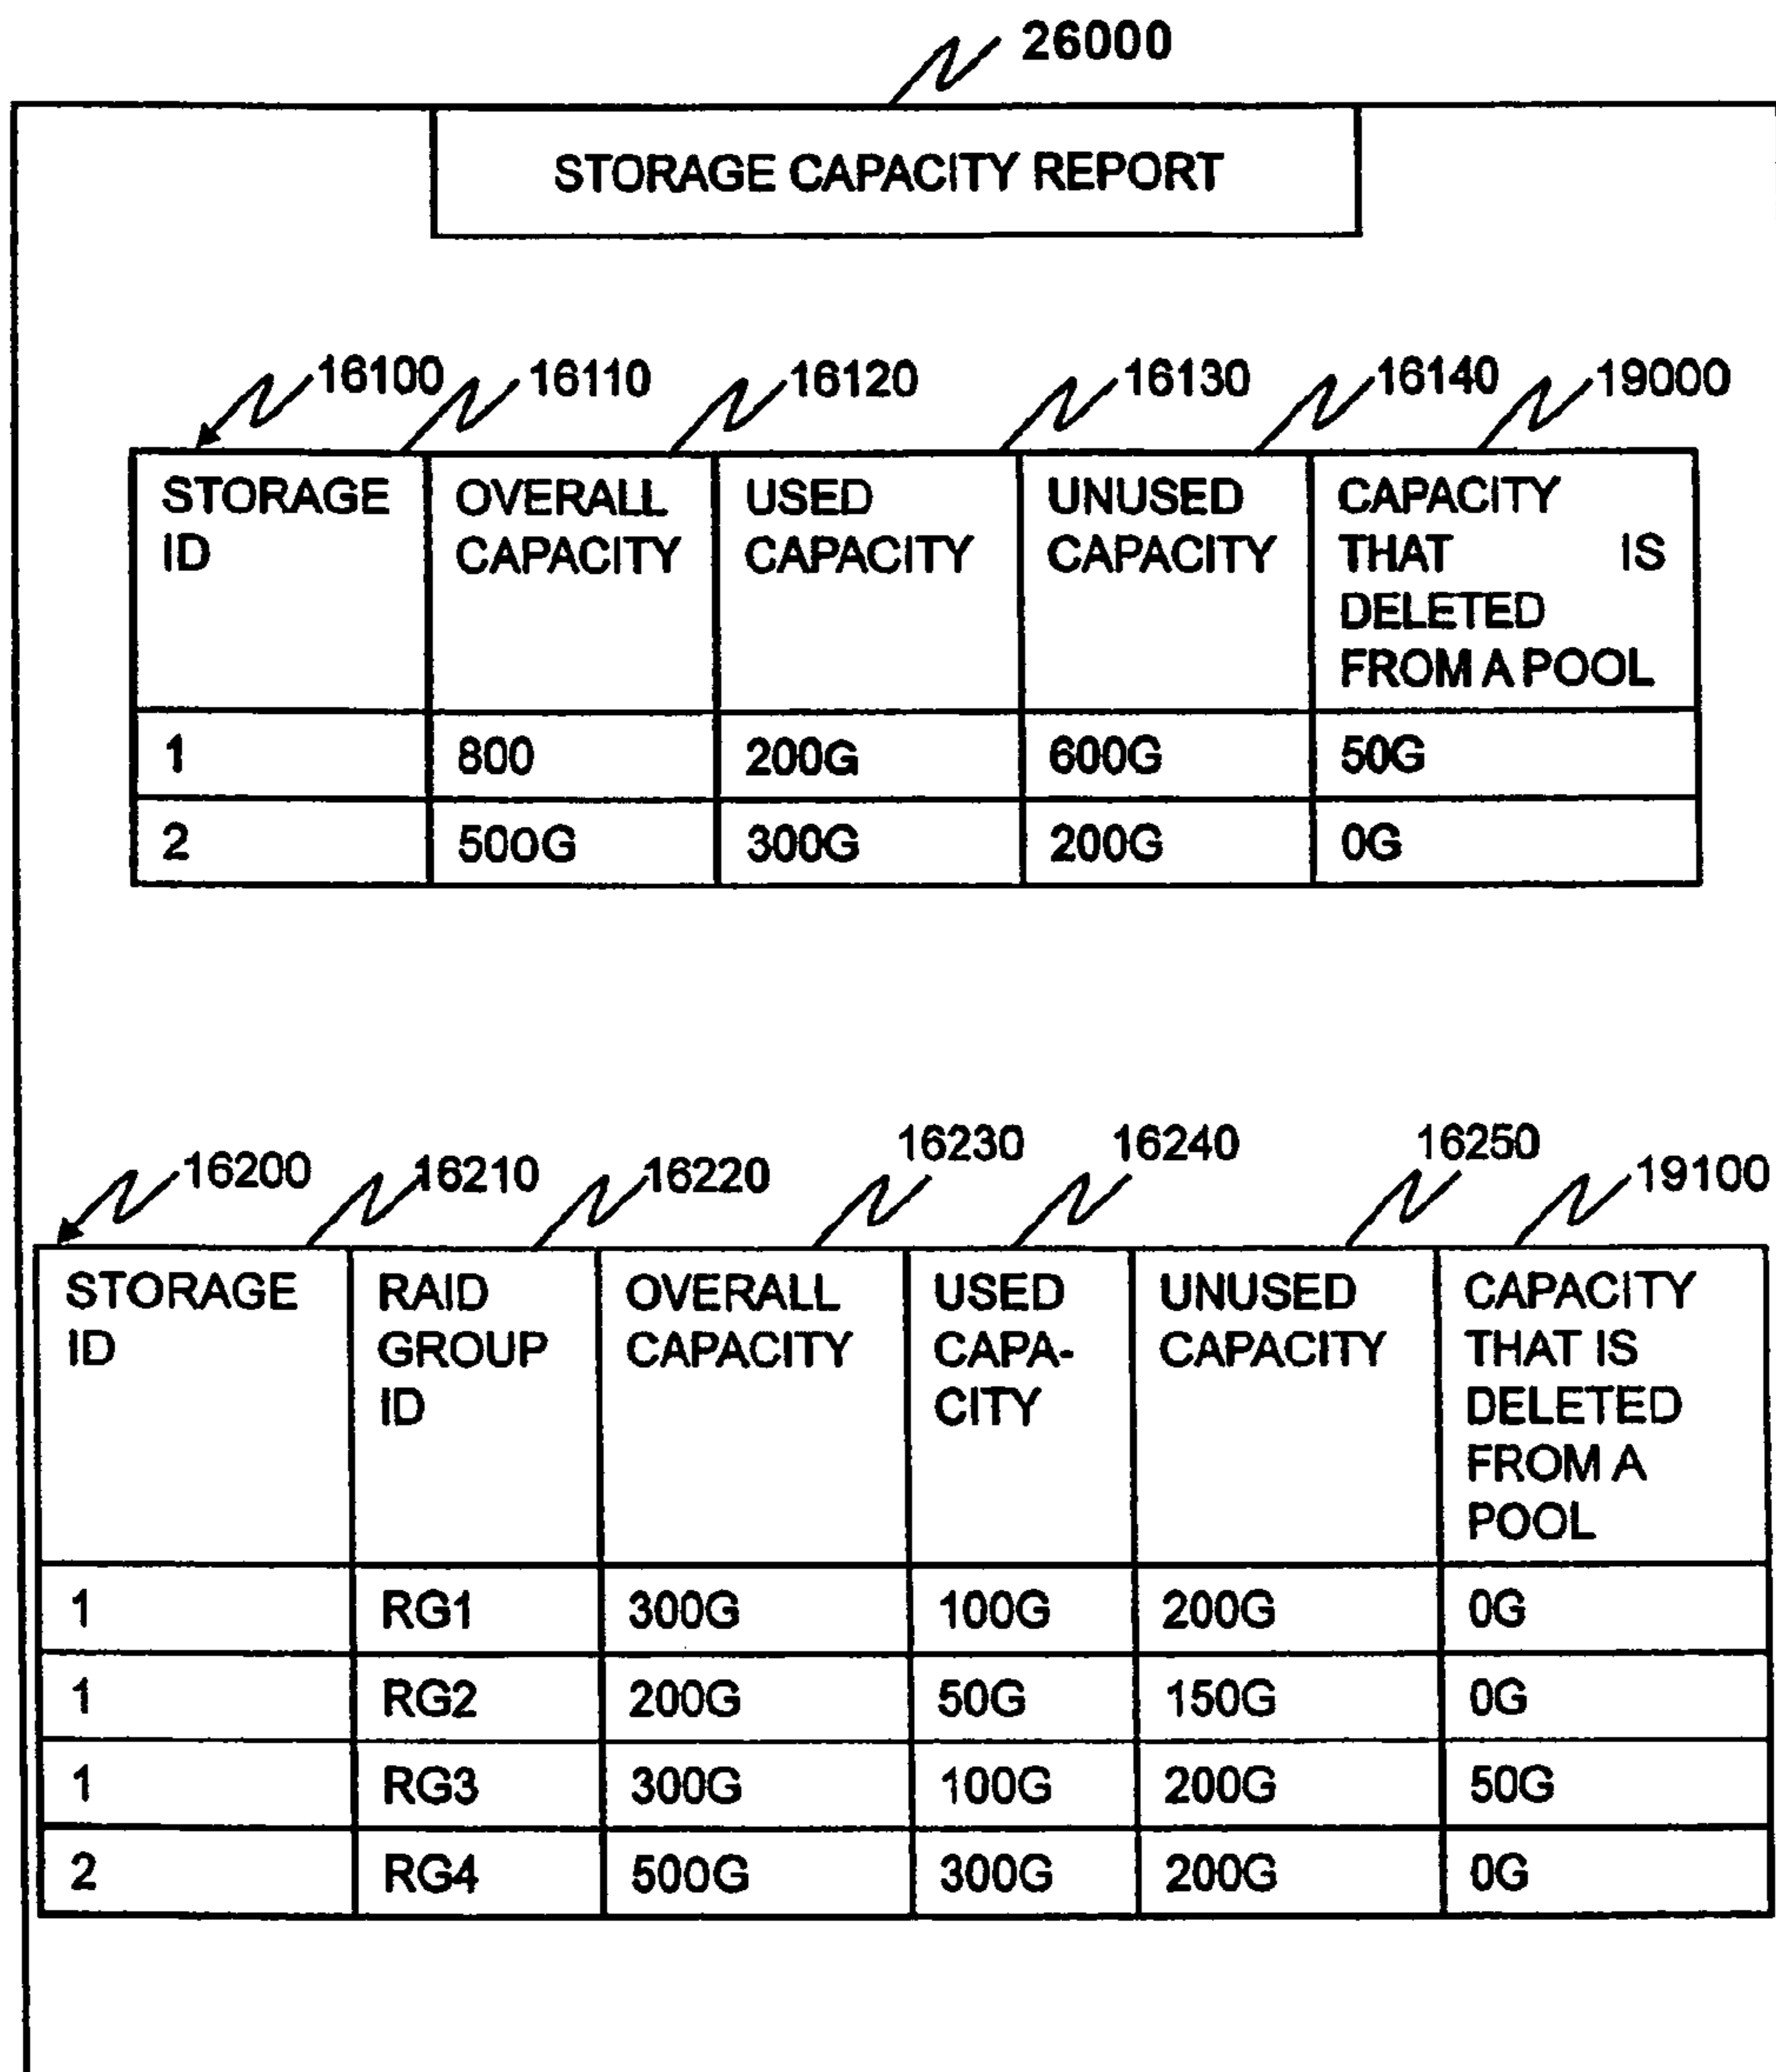 26000
STORAGE CAPACITY REPORT
16100 16110 16120 16130 16140 19000
STORAGE ID OVERALL CAPACITY USED CAPACITY UNUSED CAPACITY CAPACITY THAT IS DELETED FROM A POOL
1 800 200G 600G 50G
2 500G 300G 200G 0G
16200 16210 16220 16230 16240 16250 19100
STORAGE ID RAID GROUP ID OVERALL CAPACITY USED CAPA-CITY UNUSED CAPACITY CAPACITY THAT IS DELETED FROM A POOL
1 RG1 300G 100G 200G 0G
1 RG2 200G 50G 150G 0G
1 RG3 300G 100G 200G 50G
2 RG4 500G 300G 200G 0G